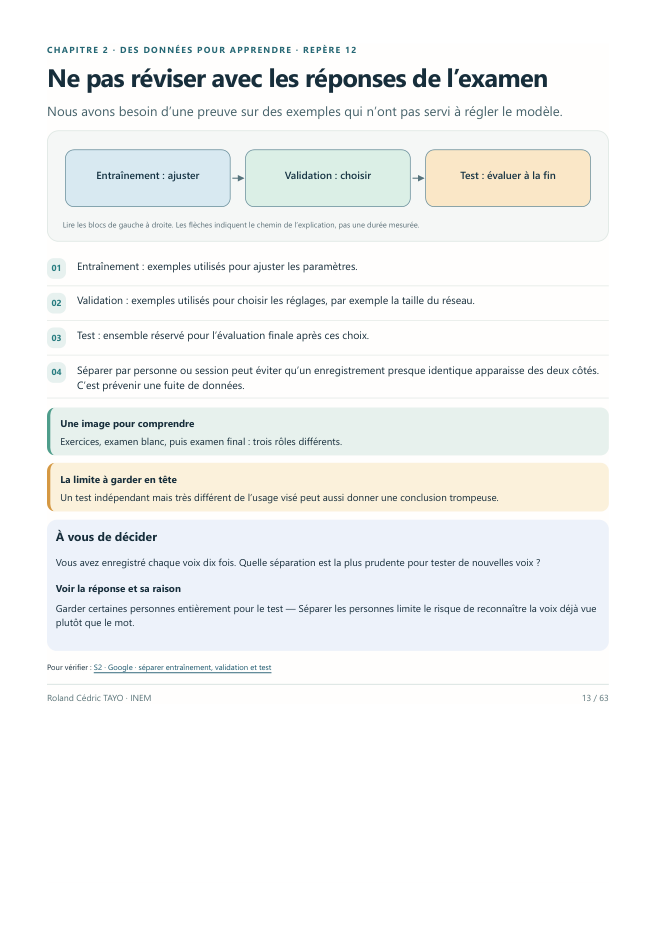 CHAPITRE 2 · DES DONNÉES POUR APPRENDRE · REPÈRE 12
Ne pas réviser avec les réponses de l’examen
Nous avons besoin d’une preuve sur des exemples qui n’ont pas servi à régler le modèle.
Entraînement : ajuster
Validation : choisir
Test : évaluer à la fin
Lire les blocs de gauche à droite. Les flèches indiquent le chemin de l’explication, pas une durée mesurée.
01 Entraînement : exemples utilisés pour ajuster les paramètres.
02 Validation : exemples utilisés pour choisir les réglages, par exemple la taille du réseau.
03 Test : ensemble réservé pour l’évaluation finale après ces choix.
04 Séparer par personne ou session peut éviter qu’un enregistrement presque identique apparaisse des deux côtés.
C’est prévenir une fuite de données.
Une image pour comprendre
Exercices, examen blanc, puis examen final : trois rôles différents.
La limite à garder en tête
Un test indépendant mais très différent de l’usage visé peut aussi donner une conclusion trompeuse.
À vous de décider
Vous avez enregistré chaque voix dix fois. Quelle séparation est la plus prudente pour tester de nouvelles voix ?
Voir la réponse et sa raison
Garder certaines personnes entièrement pour le test — Séparer les personnes limite le risque de reconnaître la voix déjà vue
plutôt que le mot.
Pour vérifier : S2 · Google · séparer entraînement, validation et test
Roland Cédric TAYO · INEM
13 / 63